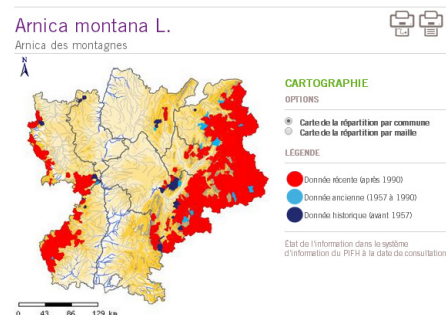 Arnica montana L.
Arnica des montagnes
N
CARTOGRAPHIE
OPTIONS
Carte de la répartition par commune
Carte de la répartition par maille
LÉGENDE
Donnée récente (après 1990)
Donnée ancienne (1957 à 1990)
Donnée historique (avant 1957)
État de l'information dans le système
d'information du PIFH à la date de consultation
0 43 86 129 km